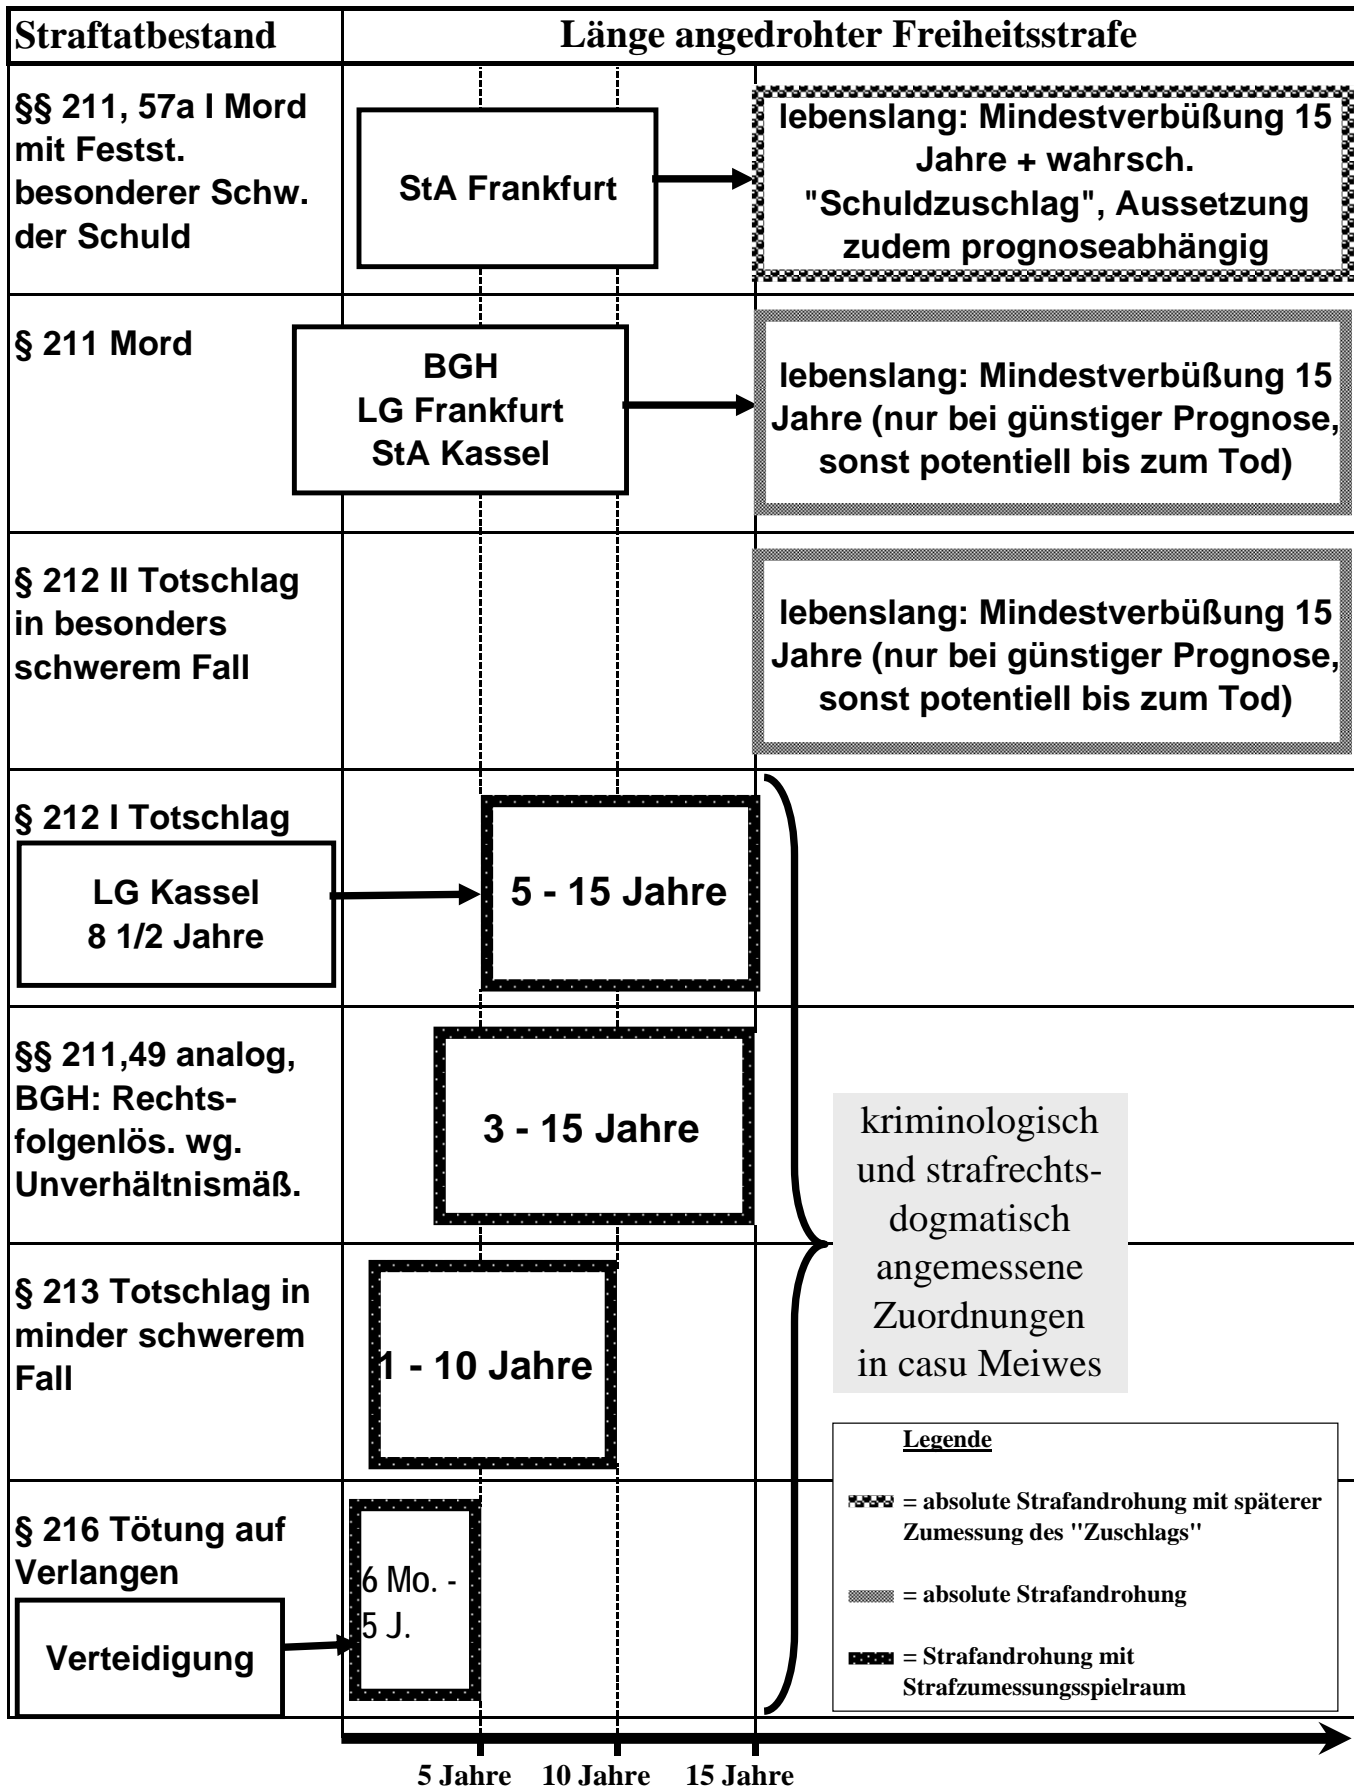 Straftatbestand
Länge angedrohter Freiheitsstrafe
§§ 211, 57a I Mord
mit Festst.
besonderer Schw.
der Schuld
StA Frankfurt
lebenslang: Mindestverbüßung 15
Jahre + wahrsch.
"Schuldzuschlag", Aussetzung
zudem prognoseabhängig
§ 211 Mord
BGH
LG Frankfurt
StA Kassel
lebenslang: Mindestverbüßung 15
Jahre (nur bei günstiger Prognose,
sonst potentiell bis zum Tod)
§ 212 II Totschlag
in besonders
schwerem Fall
lebenslang: Mindestverbüßung 15
Jahre (nur bei günstiger Prognose,
sonst potentiell bis zum Tod)
§ 212 I Totschlag
LG Kassel
8 1/2 Jahre
5 - 15 Jahre
§§ 211,49 analog,
BGH: Rechts-
folgenlös. wg.
Unverhältnismäß.
3 - 15 Jahre
kriminologisch
und strafrechts-
dogmatisch
angemessene
Zuordnungen
in casu Meiwes
§ 213 Totschlag in
minder schwerem
Fall
1 - 10 Jahre
§ 216 Tötung auf
Verlangen
Verteidigung
6 Mo. -
5 J.
Legende
= absolute Strafandrohung mit späterer
Zumessung des "Zuschlags"
= absolute Strafandrohung
= Strafandrohung mit
Strafzumessungsspielraum
5 Jahre 10 Jahre 15 Jahre